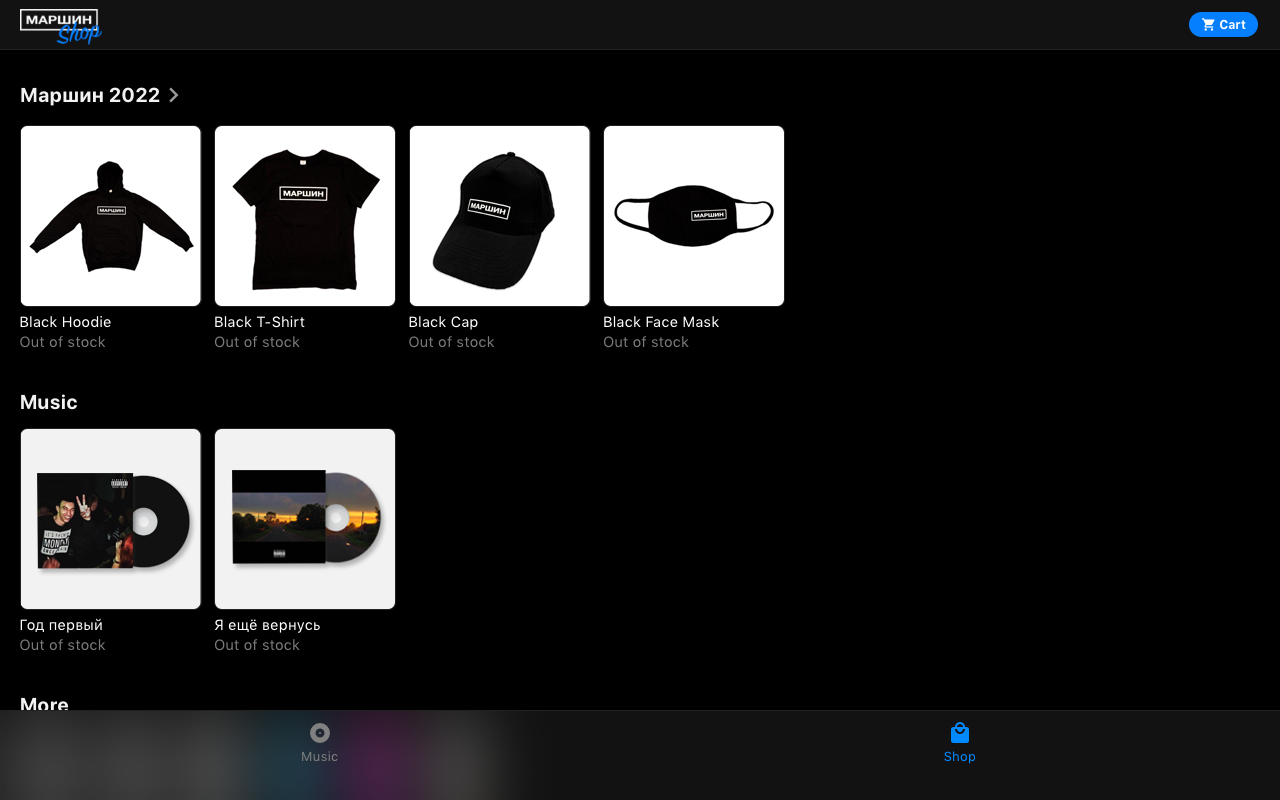 МАРШИН
Shop
Cart
Маршин 2022
МАРШИН
МАРШИН
МАРШИН
МАРШИН
Black Hoodie
Black T-Shirt
Black Cap
Black Face Mask
Out of stock
Out of stock
Out of stock
Out of stock
Music
Год первый
Я ещё вернусь
Out of stock
Out of stock
More
Music
Shop